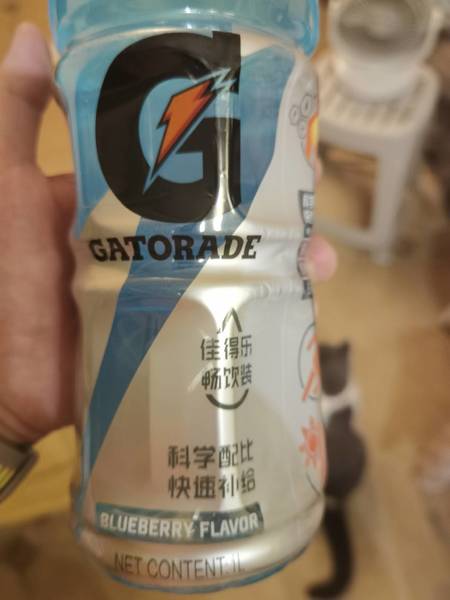 G
GATORADE
佳得乐
畅饮装
科学配比
快速补给
BLUEBERRY FLAVOR
NET CONTENT 1L